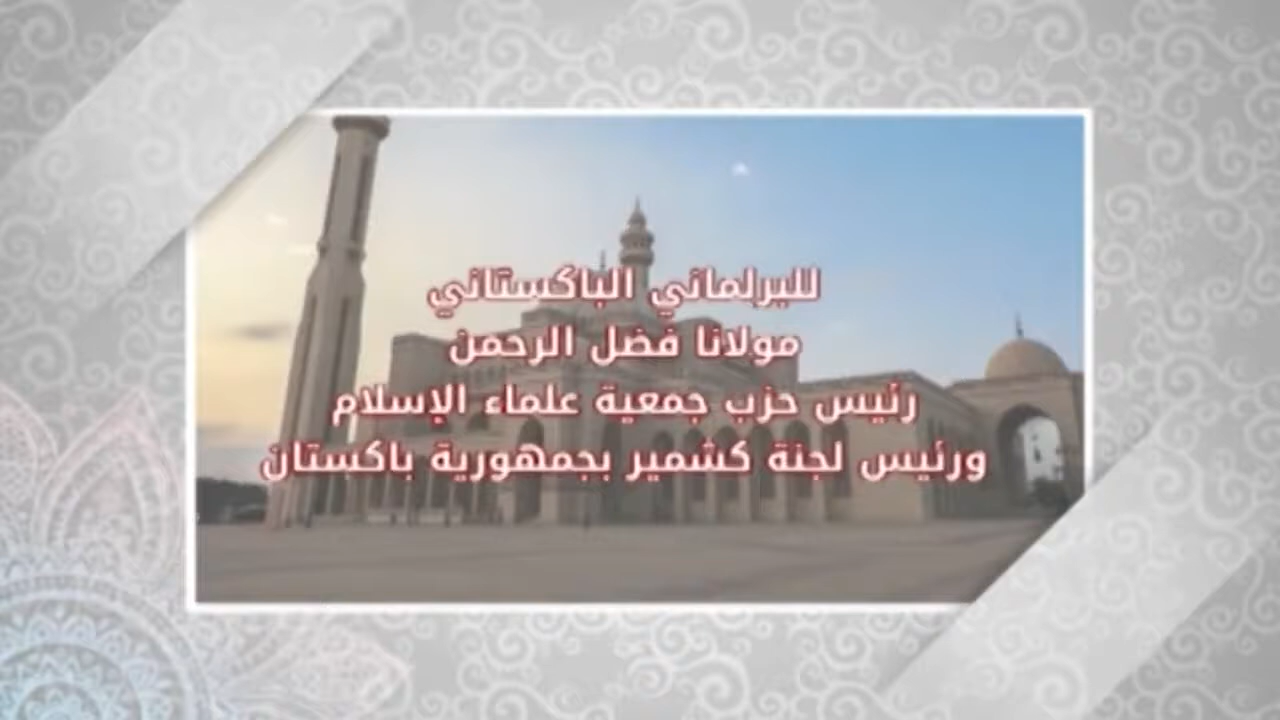 للبرلماني الباكستاني
مولانا فضل الرحمن
رئيس حزب جمعية علماء الإسلام
ورئيس لجنة كشمير بجمهورية باكستان